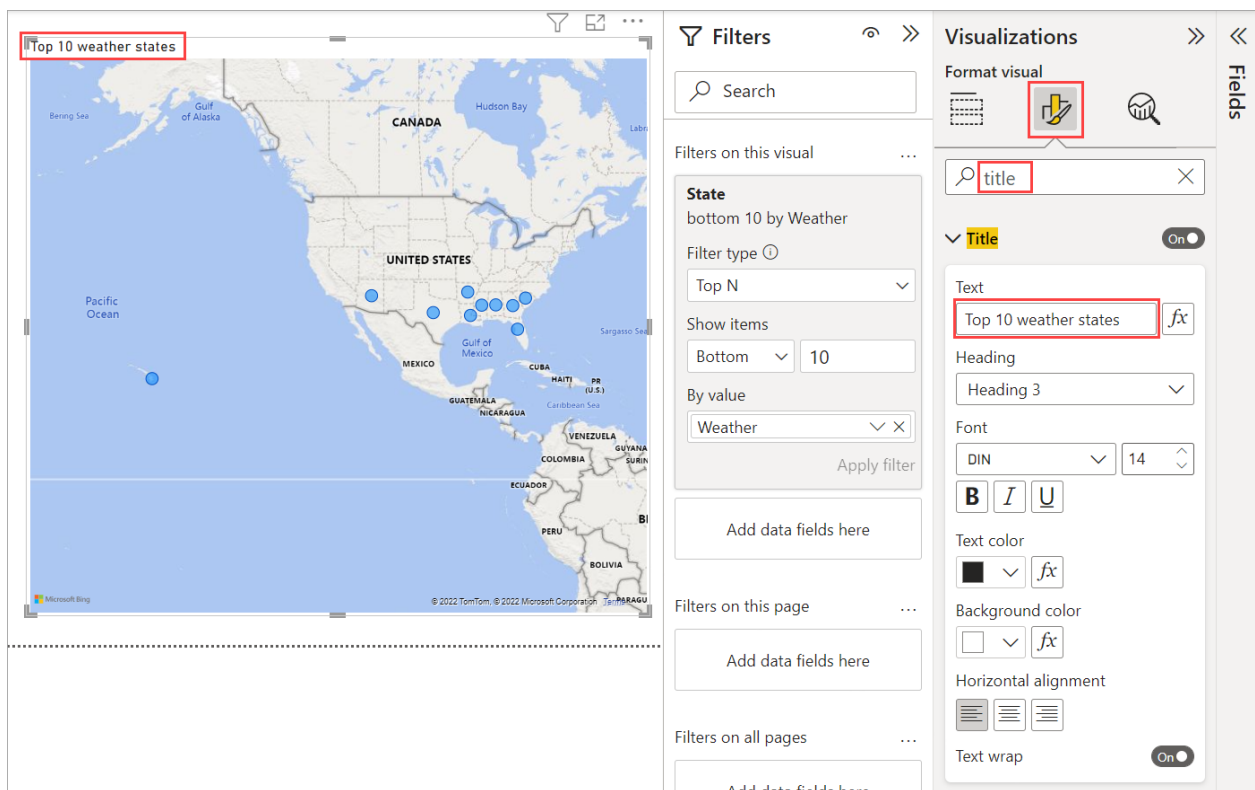 Top 10 weather states
Bering Sea
Gulf
of Alaska
Hudson Bay
CANADA
UNITED STATES
Pacific
Ocean
Gulf of
Mexico
Sargasso Sea
MEXICO
CUBA
HAITI
PR
(U.S.)
GUATEMALA
Caribbean Sea
NICARAGUA
VENEZUELA
GUYANA
COLOMBIA
SURIN
ECUADOR
PERU
BOLIVIA
Microsoft Bing
© 2022 TomTom, © 2022 Microsoft Corporation Terms
PARAGU
Filters
Search
Filters on this visual
...
State
bottom 10 by Weather
Filter type
Top N
Show items
Bottom
10
By value
Weather
Apply filter
Add data fields here
Filters on this page
...
Add data fields here
Filters on all pages
...
Add data fields here
Visualizations
Format visual
title
Title
On
Text
Top 10 weather states
fx
Heading
Heading 3
Font
DIN
14
B I U
Text color
fx
Background color
fx
Horizontal alignment
Text wrap
On
Fields